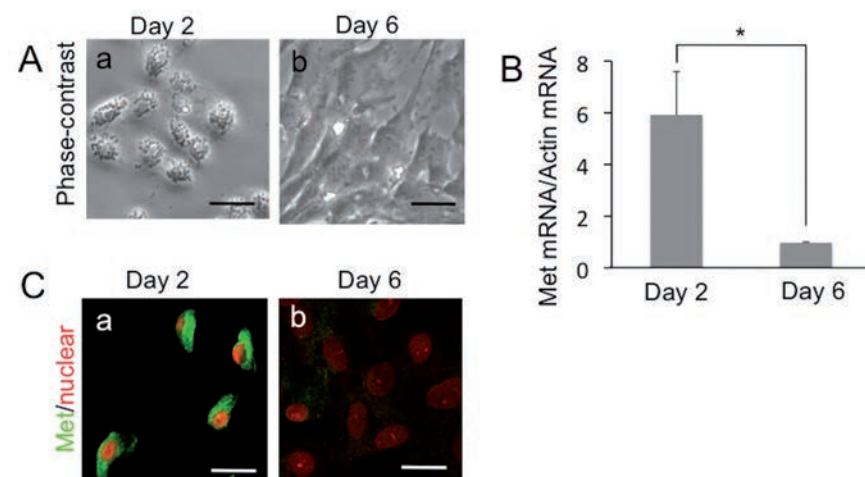 Day 2
Day 6
A
a
b
Phase-contrast
B
*
Met mRNA/Actin mRNA
8
6
4
2
0
Day 2
Day 6
C
Day 2
Day 6
a
b
Met/nuclear